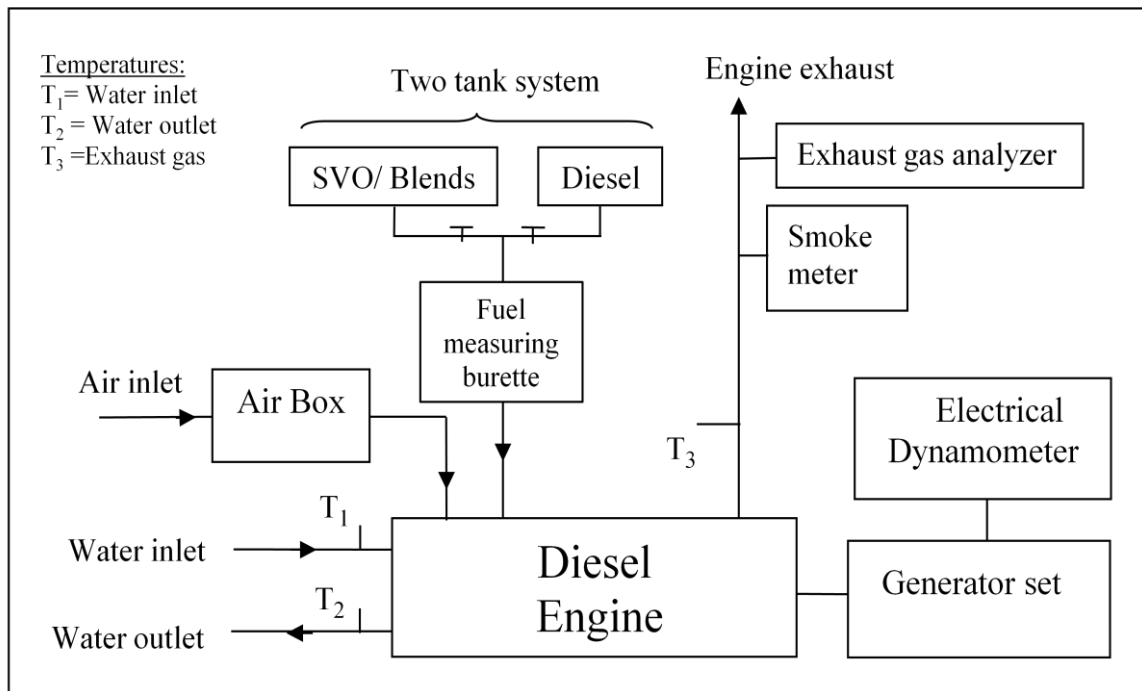 Temperatures:
T₁= Water inlet
T₂ = Water outlet
T₃ =Exhaust gas
Two tank system
SVO/ Blends
Diesel
Engine exhaust
Exhaust gas analyzer
Smoke
meter
Fuel
measuring
burette
Air inlet
Air Box
T₃
Electrical
Dynamometer
T₁
Water inlet
Diesel
Engine
Generator set
T₂
Water outlet